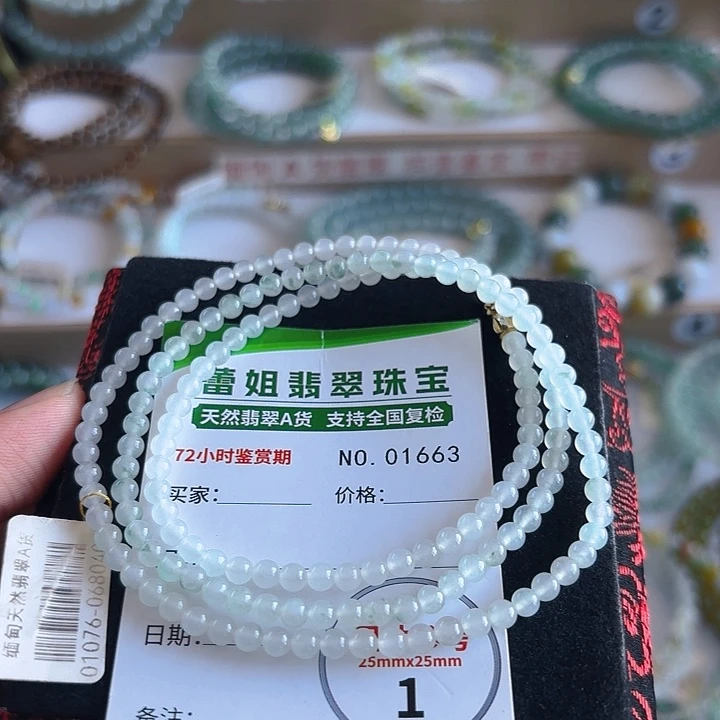 蕾姐翡翠珠宝
天然翡翠A货 支持全国复检
72小时鉴赏期 NO. 01663
买家: 价格:
日期:
25mmx25mm
1
备注:
缅甸天然翡翠A货